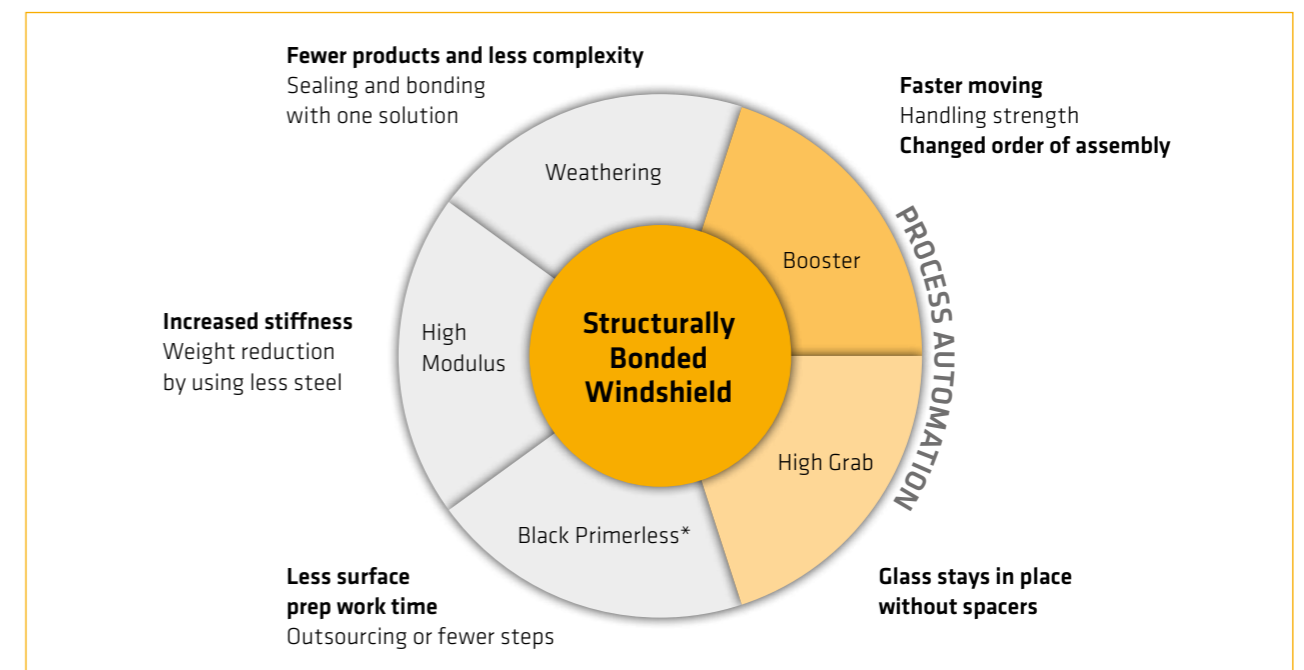 Fewer products and less complexity
Sealing and bonding
with one solution
Faster moving
Handling strength
Changed order of assembly
Weathering
Booster
PROCESS AUTOMATION
Increased stiffness
Weight reduction
by using less steel
High
Modulus
Structurally
Bonded
Windshield
High Grab
Black Primerless*
Less surface
prep work time
Outsourcing or fewer steps
Glass stays in place
without spacers